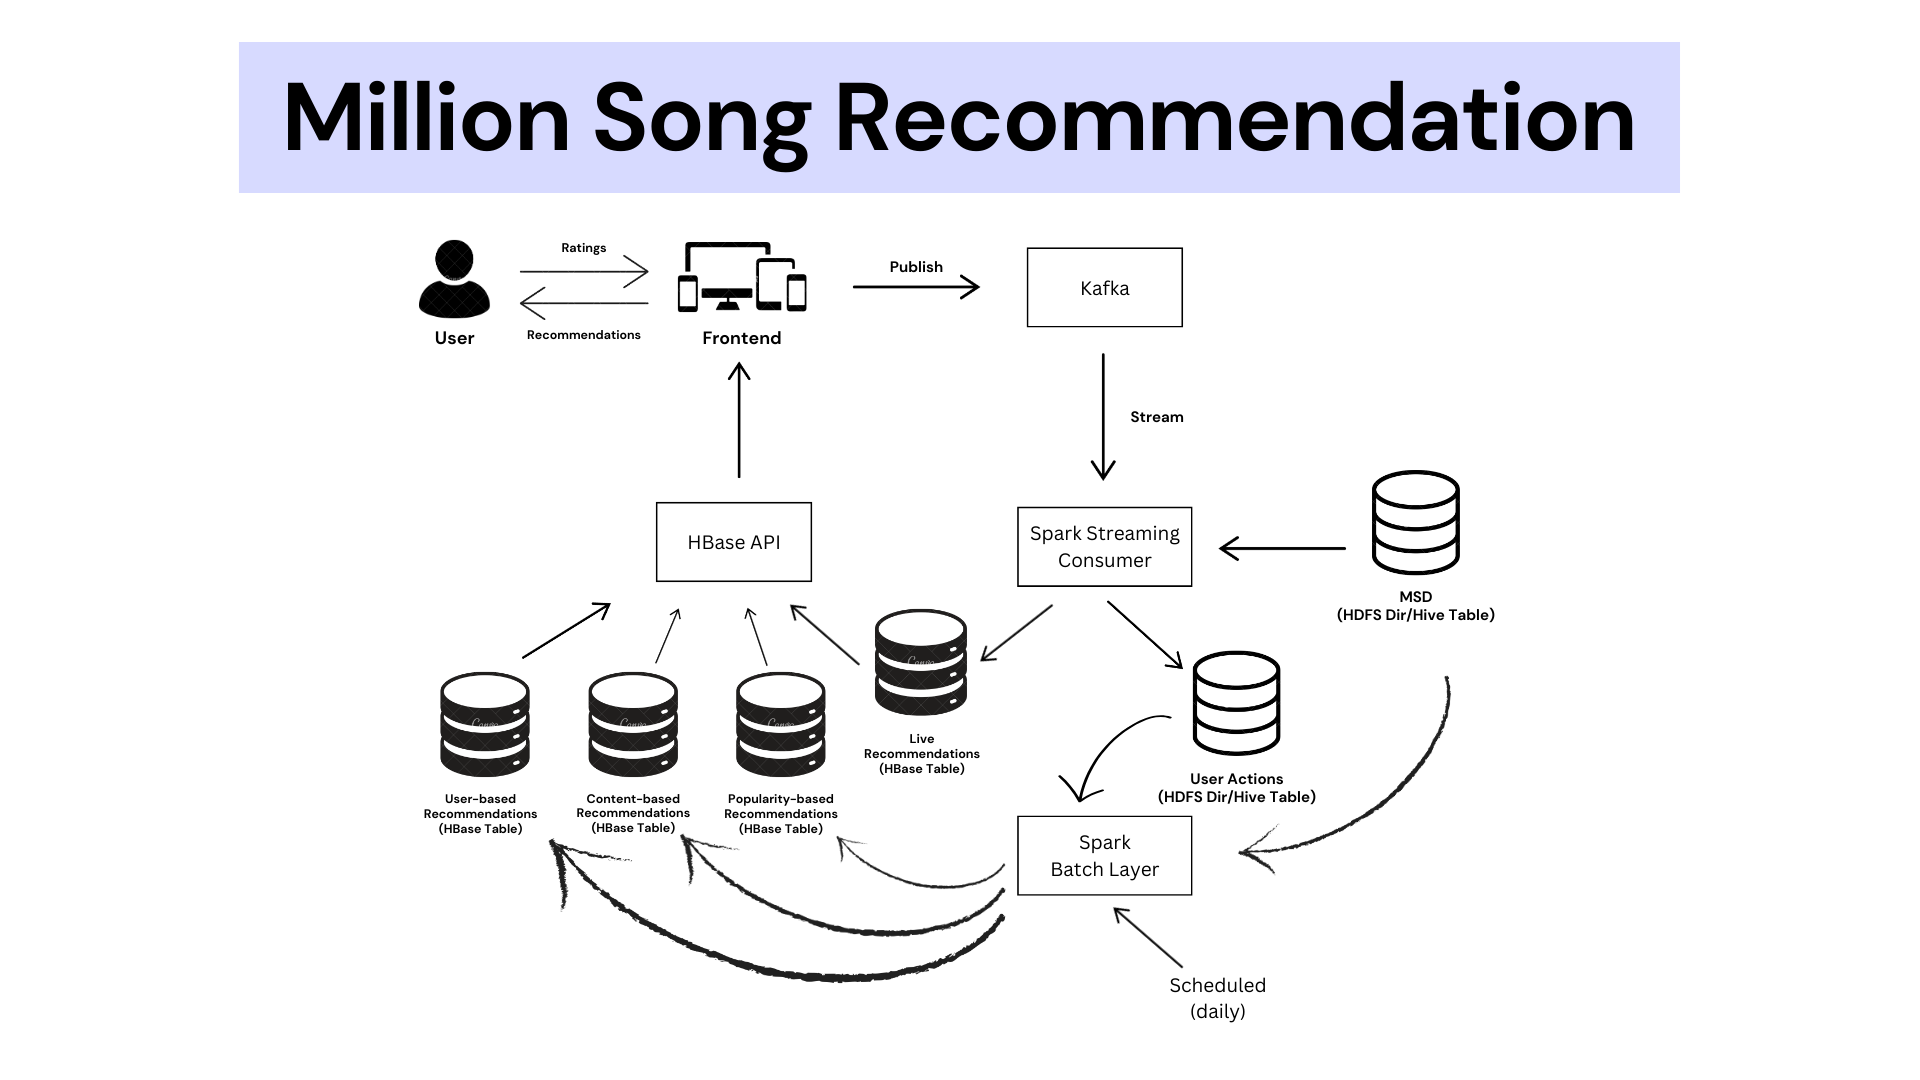 Million Song Recommendation
Ratings
Recommendations
User
Frontend
Publish
Kafka
Stream
HBase API
Spark Streaming
Consumer
MSD
(HDFS Dir/Hive Table)
Live
Recommendations
(HBase Table)
User Actions
(HDFS Dir/Hive Table)
User-based
Recommendations
(HBase Table)
Content-based
Recommendations
(HBase Table)
Popularity-based
Recommendations
(HBase Table)
Spark
Batch Layer
Scheduled
(daily)